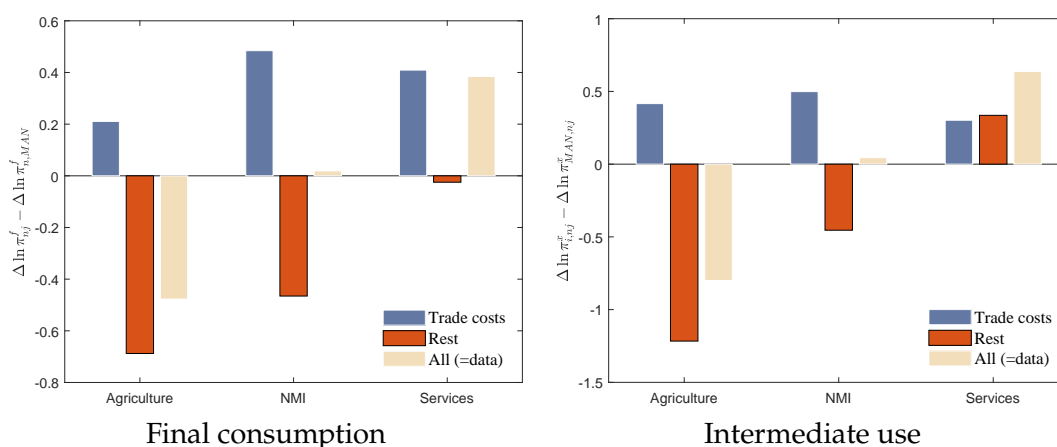 0.6
0.4
0.2
0
-0.2
-0.4
-0.6
-0.8
Δ ln π^f_{nj} − Δ ln π^f_{n,MAN}
Agriculture NMI Services
Trade costs
Rest
All (=data)
Final consumption
1
0.5
0
-0.5
-1
-1.5
Δ ln π^x_{i,nj} − Δ ln π^x_{MAN,nj}
Agriculture NMI Services
Trade costs
Rest
All (=data)
Intermediate use